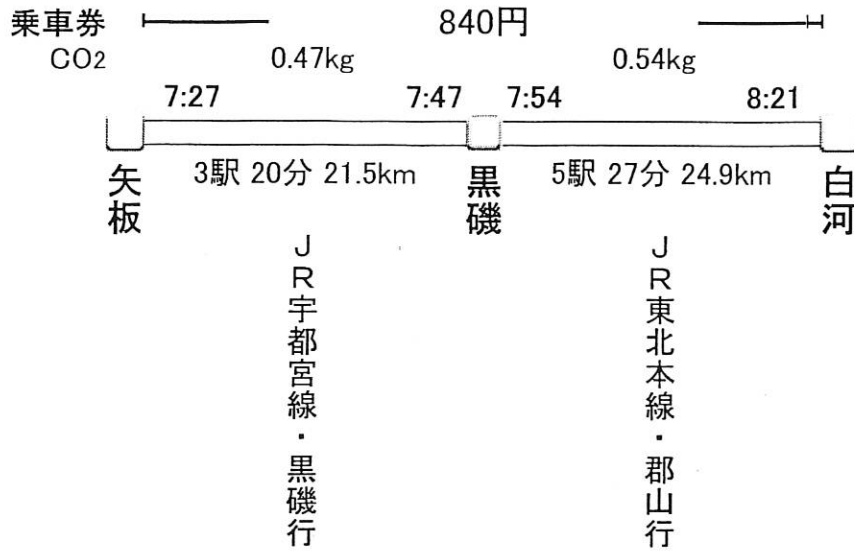 乗車券 840円
CO2 0.47kg 0.54kg
7:27 7:47 7:54 8:21
3駅 20分 21.5km 5駅 27分 24.9km
矢板
黒磯
白河
JR宇都宮線・黒磯行
JR東北本線・郡山行